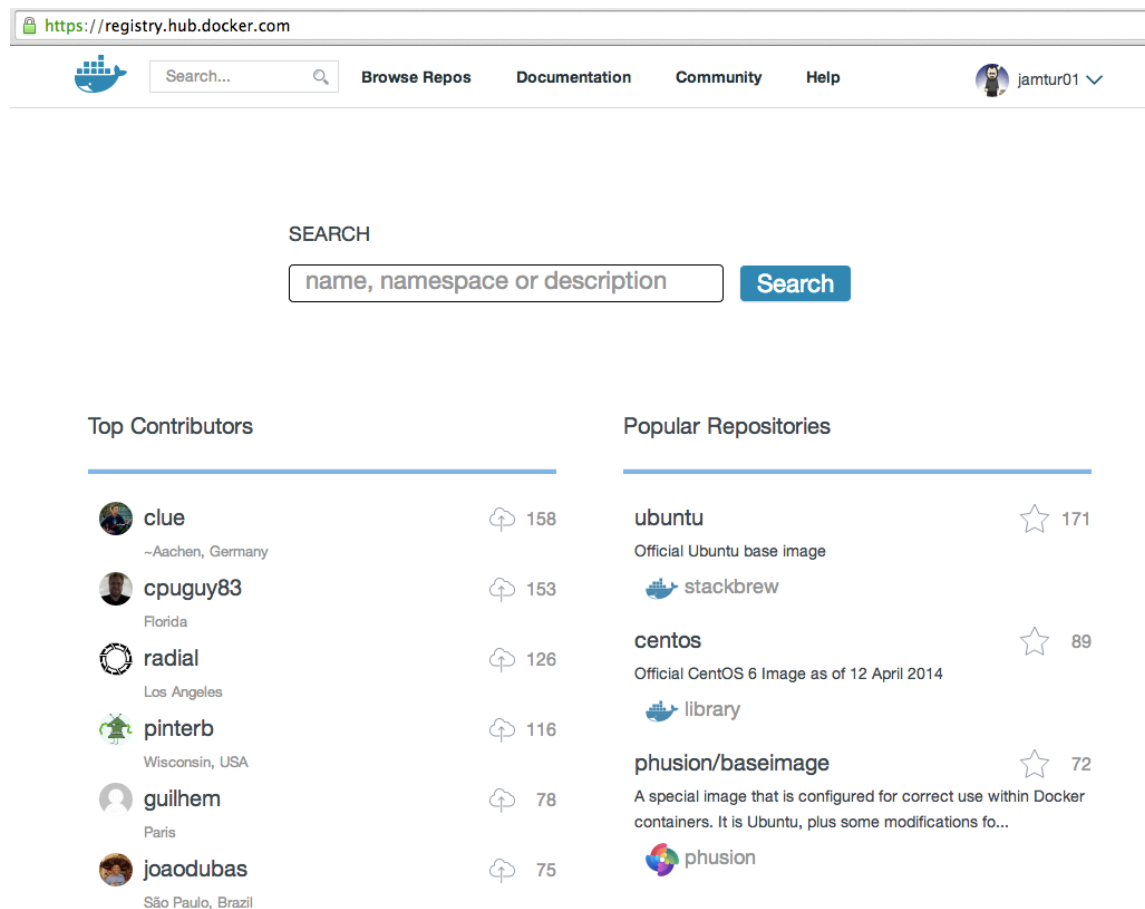 https://registry.hub.docker.com
Search... Browse Repos Documentation Community Help jamtur01
SEARCH
name, namespace or description Search
Top Contributors
clue 158
~Aachen, Germany
cpuguy83 153
Florida
radial 126
Los Angeles
pinterb 116
Wisconsin, USA
guilhem 78
Paris
joaodubas 75
São Paulo, Brazil
Popular Repositories
ubuntu 171
Official Ubuntu base image
stackbrew
centos 89
Official CentOS 6 Image as of 12 April 2014
library
phusion/baseimage 72
A special image that is configured for correct use within Docker
containers. It is Ubuntu, plus some modifications fo...
phusion